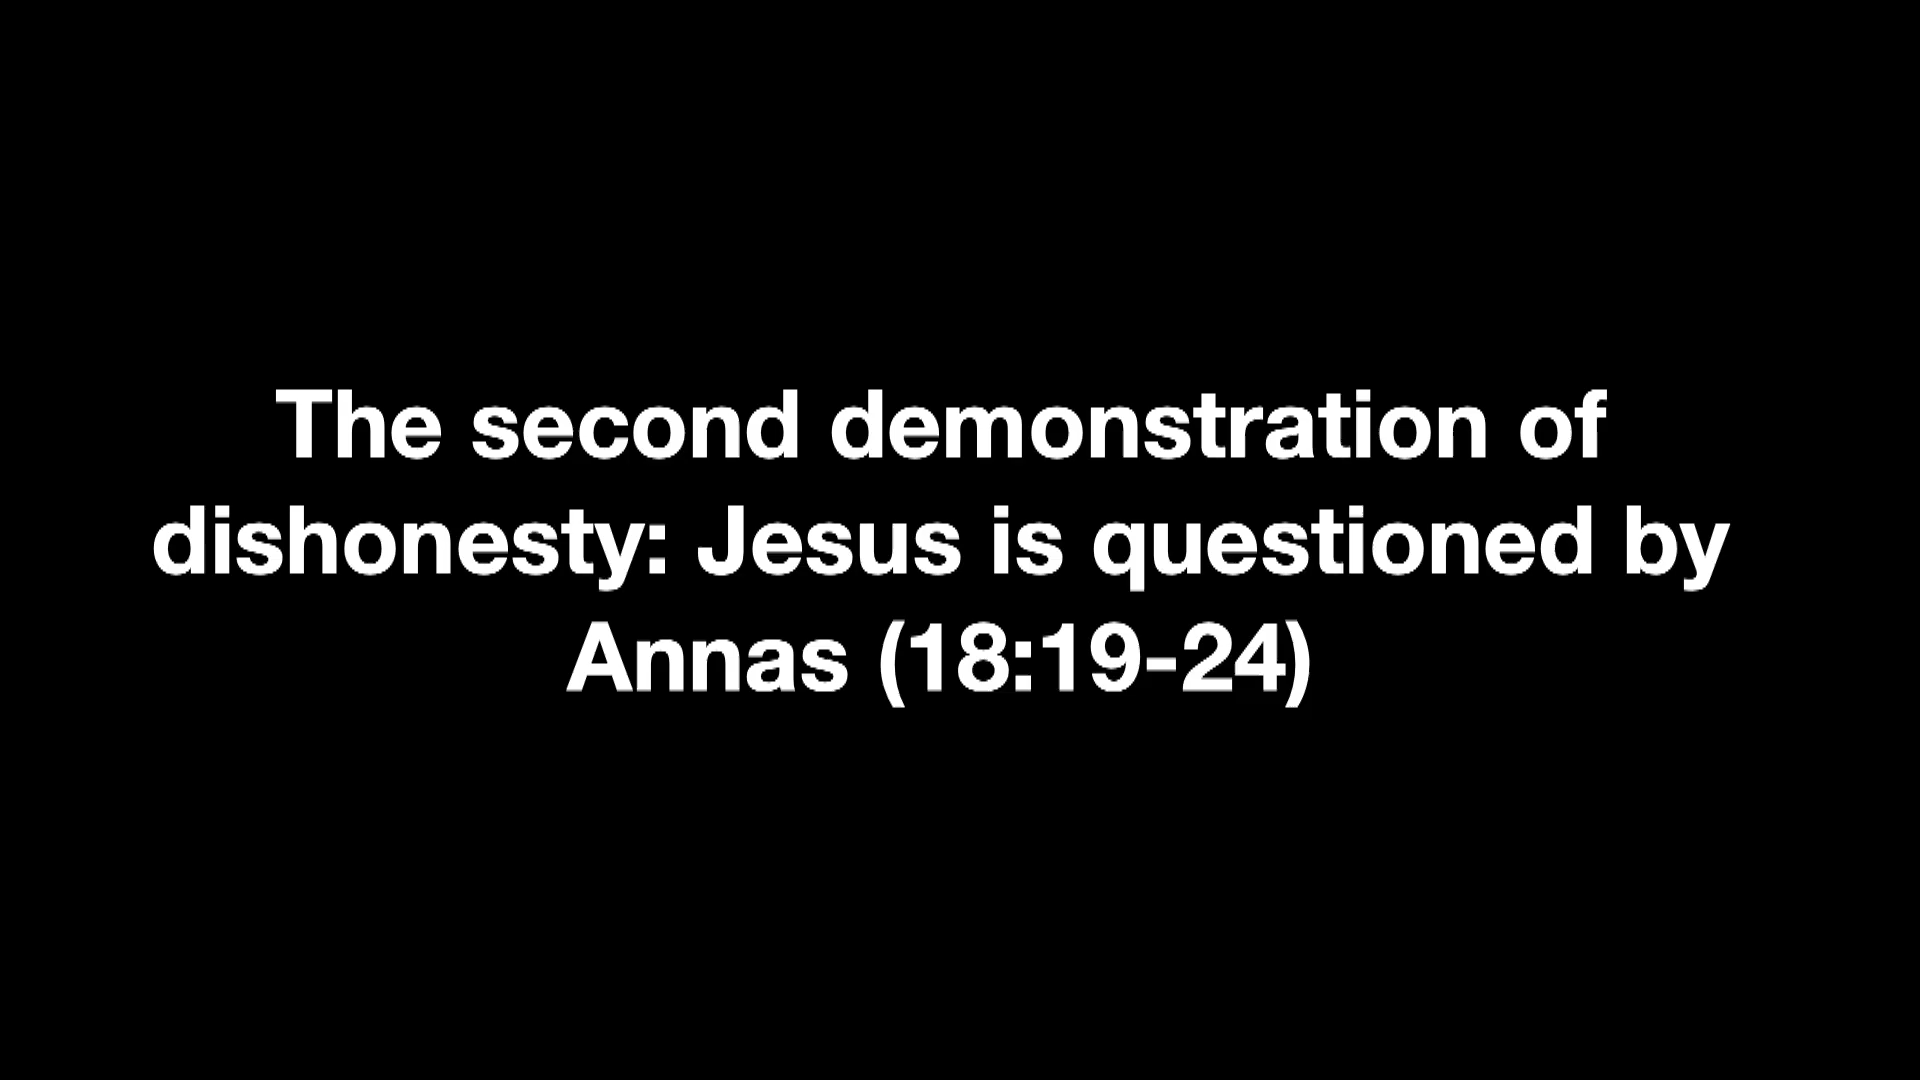 The second demonstration of
dishonesty: Jesus is questioned by
Annas (18:19-24)